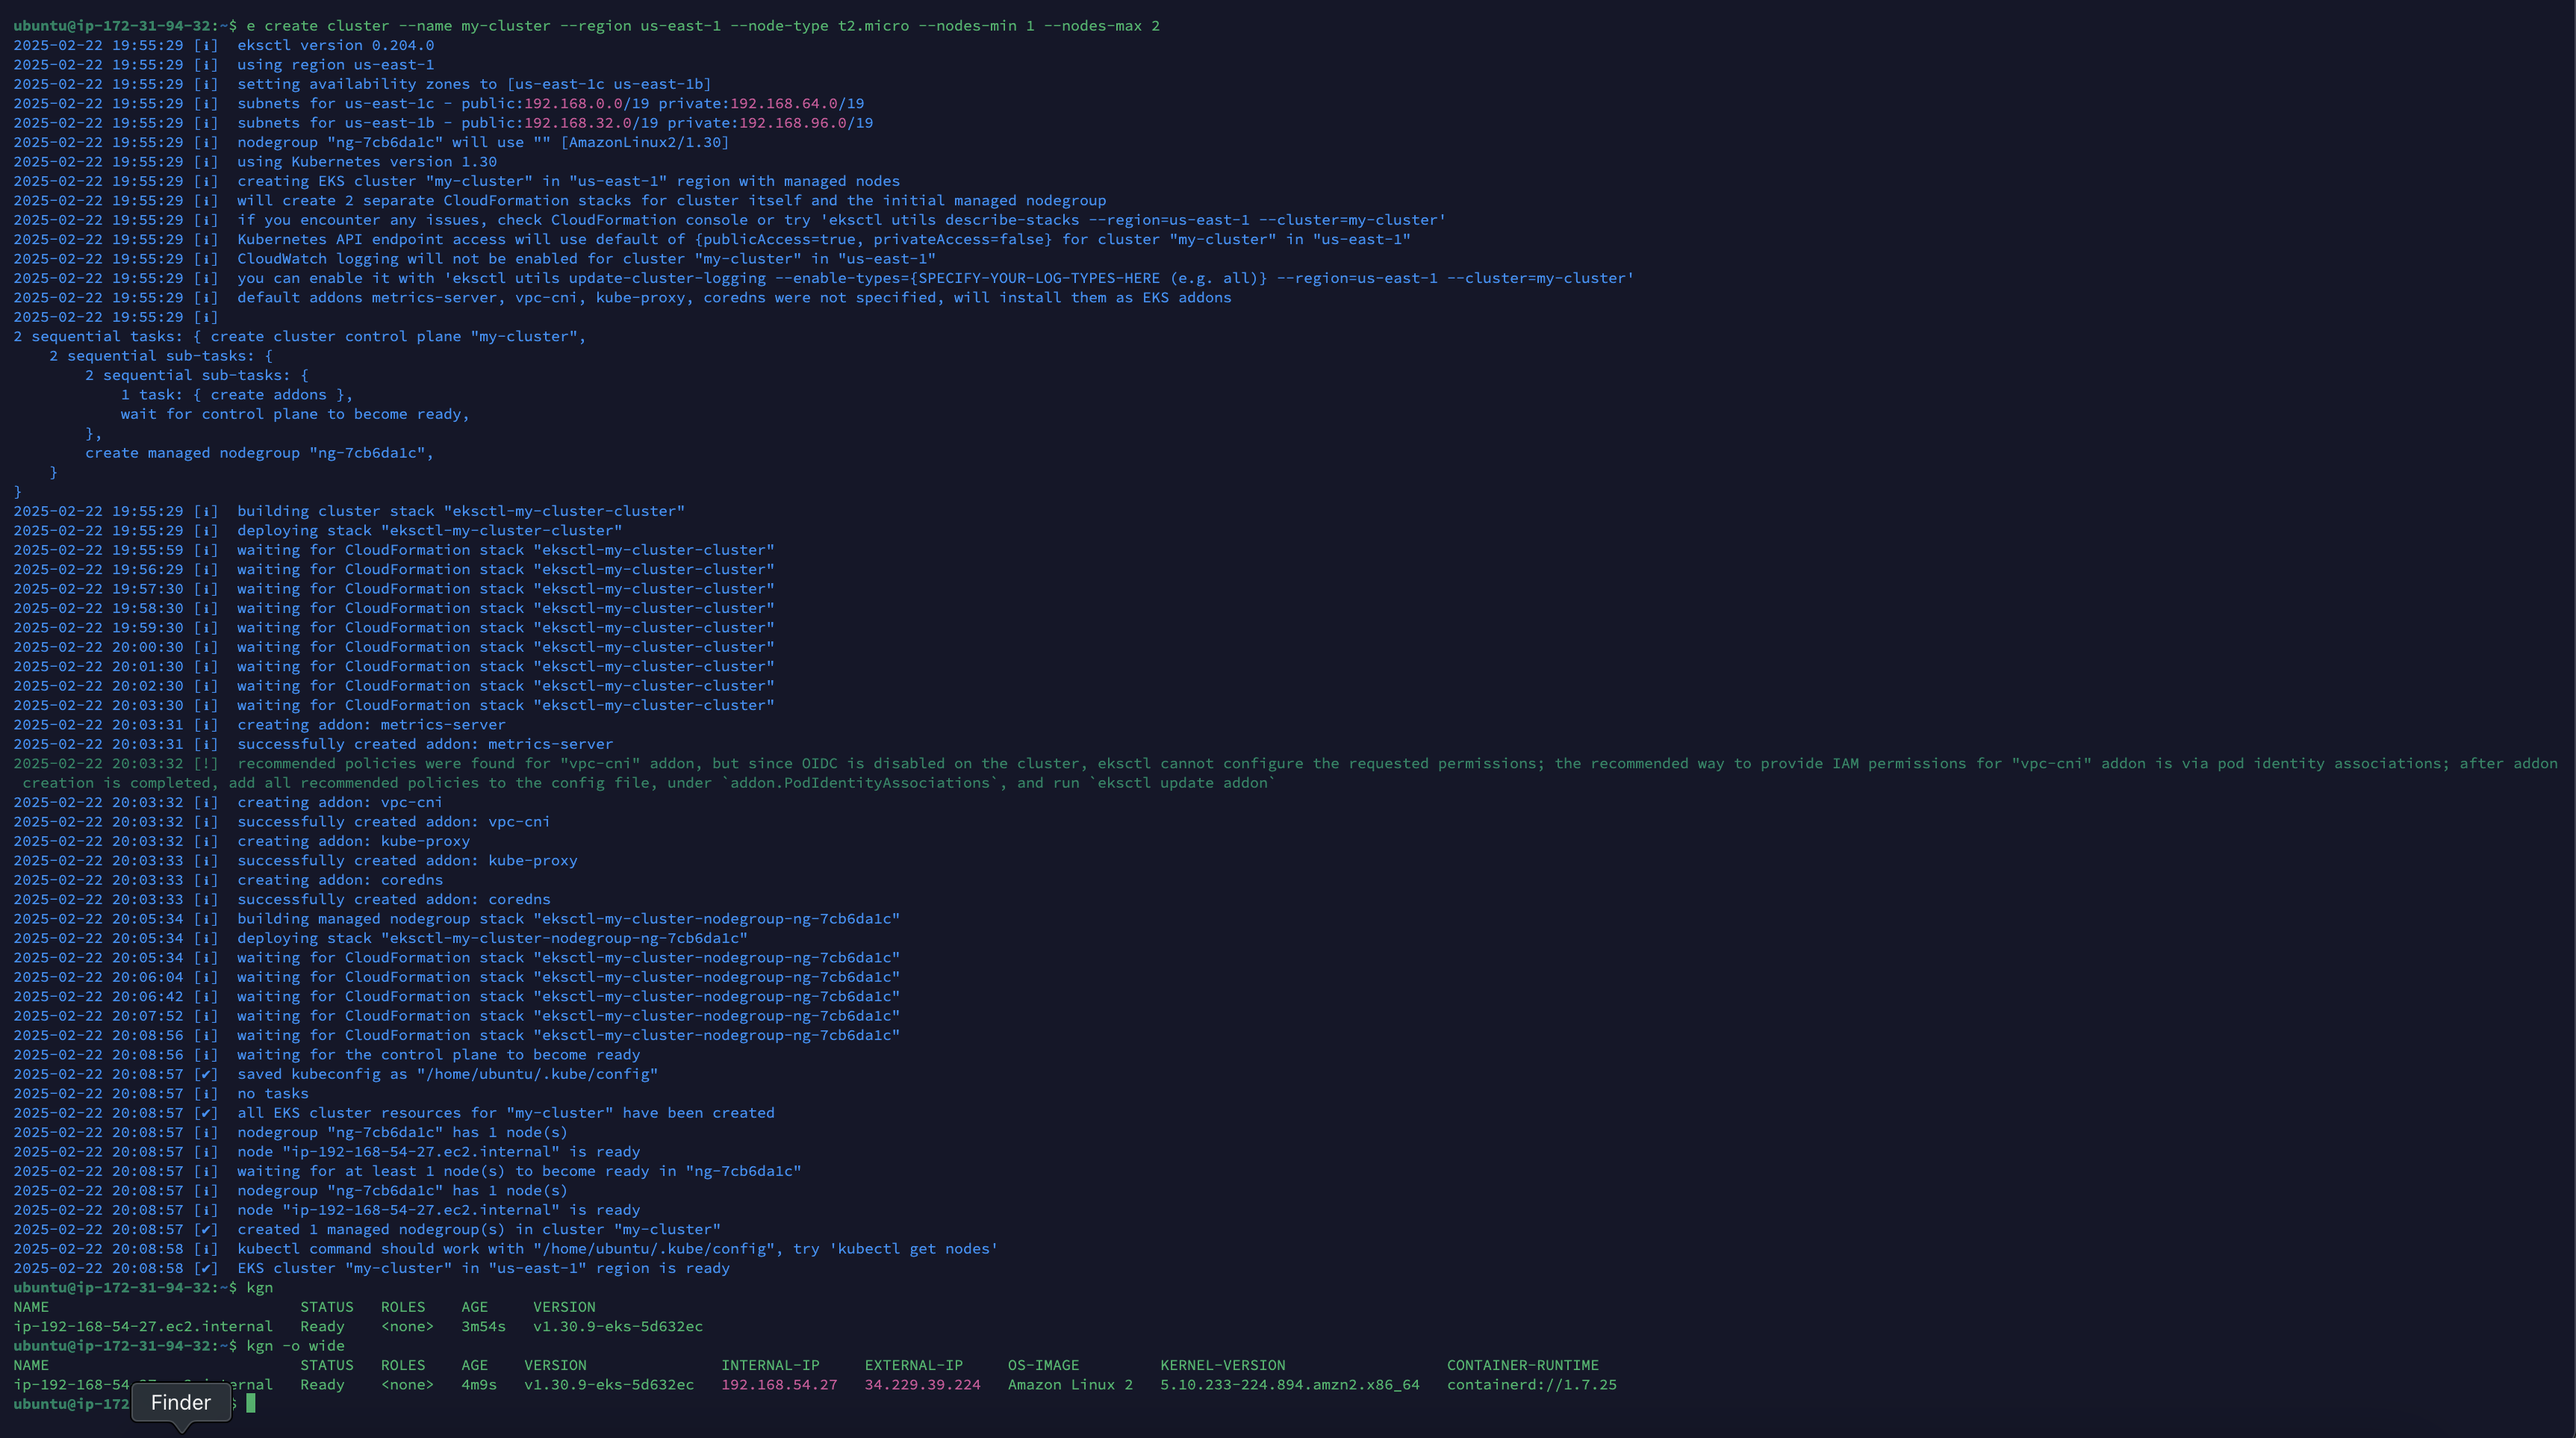 ubuntu@ip-172-31-94-32:~$ e create cluster --name my-cluster --region us-east-1 --node-type t2.micro --nodes-min 1 --nodes-max 2
2025-02-22 19:55:29 [ℹ]  eksctl version 0.204.0
2025-02-22 19:55:29 [ℹ]  using region us-east-1
2025-02-22 19:55:29 [ℹ]  setting availability zones to [us-east-1c us-east-1b]
2025-02-22 19:55:29 [ℹ]  subnets for us-east-1c - public:192.168.0.0/19 private:192.168.64.0/19
2025-02-22 19:55:29 [ℹ]  subnets for us-east-1b - public:192.168.32.0/19 private:192.168.96.0/19
2025-02-22 19:55:29 [ℹ]  nodegroup "ng-7cb6da1c" will use "" [AmazonLinux2/1.30]
2025-02-22 19:55:29 [ℹ]  using Kubernetes version 1.30
2025-02-22 19:55:29 [ℹ]  creating EKS cluster "my-cluster" in "us-east-1" region with managed nodes
2025-02-22 19:55:29 [ℹ]  will create 2 separate CloudFormation stacks for cluster itself and the initial managed nodegroup
2025-02-22 19:55:29 [ℹ]  if you encounter any issues, check CloudFormation console or try 'eksctl utils describe-stacks --region=us-east-1 --cluster=my-cluster'
2025-02-22 19:55:29 [ℹ]  Kubernetes API endpoint access will use default of {publicAccess=true, privateAccess=false} for cluster "my-cluster" in "us-east-1"
2025-02-22 19:55:29 [ℹ]  CloudWatch logging will not be enabled for cluster "my-cluster" in "us-east-1"
2025-02-22 19:55:29 [ℹ]  you can enable it with 'eksctl utils update-cluster-logging --enable-types={SPECIFY-YOUR-LOG-TYPES-HERE (e.g. all)} --region=us-east-1 --cluster=my-cluster'
2025-02-22 19:55:29 [ℹ]  default addons metrics-server, vpc-cni, kube-proxy, coredns were not specified, will install them as EKS addons
2025-02-22 19:55:29 [ℹ]
2 sequential tasks: { create cluster control plane "my-cluster",
    2 sequential sub-tasks: {
        2 sequential sub-tasks: {
            1 task: { create addons },
            wait for control plane to become ready,
        },
        create managed nodegroup "ng-7cb6da1c",
    }
}
2025-02-22 19:55:29 [ℹ]  building cluster stack "eksctl-my-cluster-cluster"
2025-02-22 19:55:29 [ℹ]  deploying stack "eksctl-my-cluster-cluster"
2025-02-22 19:55:59 [ℹ]  waiting for CloudFormation stack "eksctl-my-cluster-cluster"
2025-02-22 19:56:29 [ℹ]  waiting for CloudFormation stack "eksctl-my-cluster-cluster"
2025-02-22 19:57:30 [ℹ]  waiting for CloudFormation stack "eksctl-my-cluster-cluster"
2025-02-22 19:58:30 [ℹ]  waiting for CloudFormation stack "eksctl-my-cluster-cluster"
2025-02-22 19:59:30 [ℹ]  waiting for CloudFormation stack "eksctl-my-cluster-cluster"
2025-02-22 20:00:30 [ℹ]  waiting for CloudFormation stack "eksctl-my-cluster-cluster"
2025-02-22 20:01:30 [ℹ]  waiting for CloudFormation stack "eksctl-my-cluster-cluster"
2025-02-22 20:02:30 [ℹ]  waiting for CloudFormation stack "eksctl-my-cluster-cluster"
2025-02-22 20:03:30 [ℹ]  waiting for CloudFormation stack "eksctl-my-cluster-cluster"
2025-02-22 20:03:31 [ℹ]  creating addon: metrics-server
2025-02-22 20:03:31 [ℹ]  successfully created addon: metrics-server
2025-02-22 20:03:32 [!]  recommended policies were found for "vpc-cni" addon, but since OIDC is disabled on the cluster, eksctl cannot configure the requested permissions; the recommended way to provide IAM permissions for "vpc-cni" addon is via pod identity associations; after addon
 creation is completed, add all recommended policies to the config file, under `addon.PodIdentityAssociations`, and run `eksctl update addon`
2025-02-22 20:03:32 [ℹ]  creating addon: vpc-cni
2025-02-22 20:03:32 [ℹ]  successfully created addon: vpc-cni
2025-02-22 20:03:32 [ℹ]  creating addon: kube-proxy
2025-02-22 20:03:33 [ℹ]  successfully created addon: kube-proxy
2025-02-22 20:03:33 [ℹ]  creating addon: coredns
2025-02-22 20:03:33 [ℹ]  successfully created addon: coredns
2025-02-22 20:05:34 [ℹ]  building managed nodegroup stack "eksctl-my-cluster-nodegroup-ng-7cb6da1c"
2025-02-22 20:05:34 [ℹ]  deploying stack "eksctl-my-cluster-nodegroup-ng-7cb6da1c"
2025-02-22 20:05:34 [ℹ]  waiting for CloudFormation stack "eksctl-my-cluster-nodegroup-ng-7cb6da1c"
2025-02-22 20:06:04 [ℹ]  waiting for CloudFormation stack "eksctl-my-cluster-nodegroup-ng-7cb6da1c"
2025-02-22 20:06:42 [ℹ]  waiting for CloudFormation stack "eksctl-my-cluster-nodegroup-ng-7cb6da1c"
2025-02-22 20:07:52 [ℹ]  waiting for CloudFormation stack "eksctl-my-cluster-nodegroup-ng-7cb6da1c"
2025-02-22 20:08:56 [ℹ]  waiting for CloudFormation stack "eksctl-my-cluster-nodegroup-ng-7cb6da1c"
2025-02-22 20:08:56 [ℹ]  waiting for the control plane to become ready
2025-02-22 20:08:57 [✔]  saved kubeconfig as "/home/ubuntu/.kube/config"
2025-02-22 20:08:57 [ℹ]  no tasks
2025-02-22 20:08:57 [✔]  all EKS cluster resources for "my-cluster" have been created
2025-02-22 20:08:57 [ℹ]  nodegroup "ng-7cb6da1c" has 1 node(s)
2025-02-22 20:08:57 [ℹ]  node "ip-192-168-54-27.ec2.internal" is ready
2025-02-22 20:08:57 [ℹ]  waiting for at least 1 node(s) to become ready in "ng-7cb6da1c"
2025-02-22 20:08:57 [ℹ]  nodegroup "ng-7cb6da1c" has 1 node(s)
2025-02-22 20:08:57 [ℹ]  node "ip-192-168-54-27.ec2.internal" is ready
2025-02-22 20:08:57 [✔]  created 1 managed nodegroup(s) in cluster "my-cluster"
2025-02-22 20:08:58 [ℹ]  kubectl command should work with "/home/ubuntu/.kube/config", try 'kubectl get nodes'
2025-02-22 20:08:58 [✔]  EKS cluster "my-cluster" in "us-east-1" region is ready
ubuntu@ip-172-31-94-32:~$ kgn
NAME                            STATUS   ROLES    AGE     VERSION
ip-192-168-54-27.ec2.internal   Ready    <none>   3m54s   v1.30.9-eks-5d632ec
ubuntu@ip-172-31-94-32:~$ kgn -o wide
NAME                            STATUS   ROLES    AGE    VERSION               INTERNAL-IP     EXTERNAL-IP     OS-IMAGE         KERNEL-VERSION                  CONTAINER-RUNTIME
ip-192-168-54 ernal   Ready    <none>   4m9s   v1.30.9-eks-5d632ec   192.168.54.27   34.229.39.224   Amazon Linux 2   5.10.233-224.894.amzn2.x86_64   containerd://1.7.25
ubuntu@ip-172 $
Finder